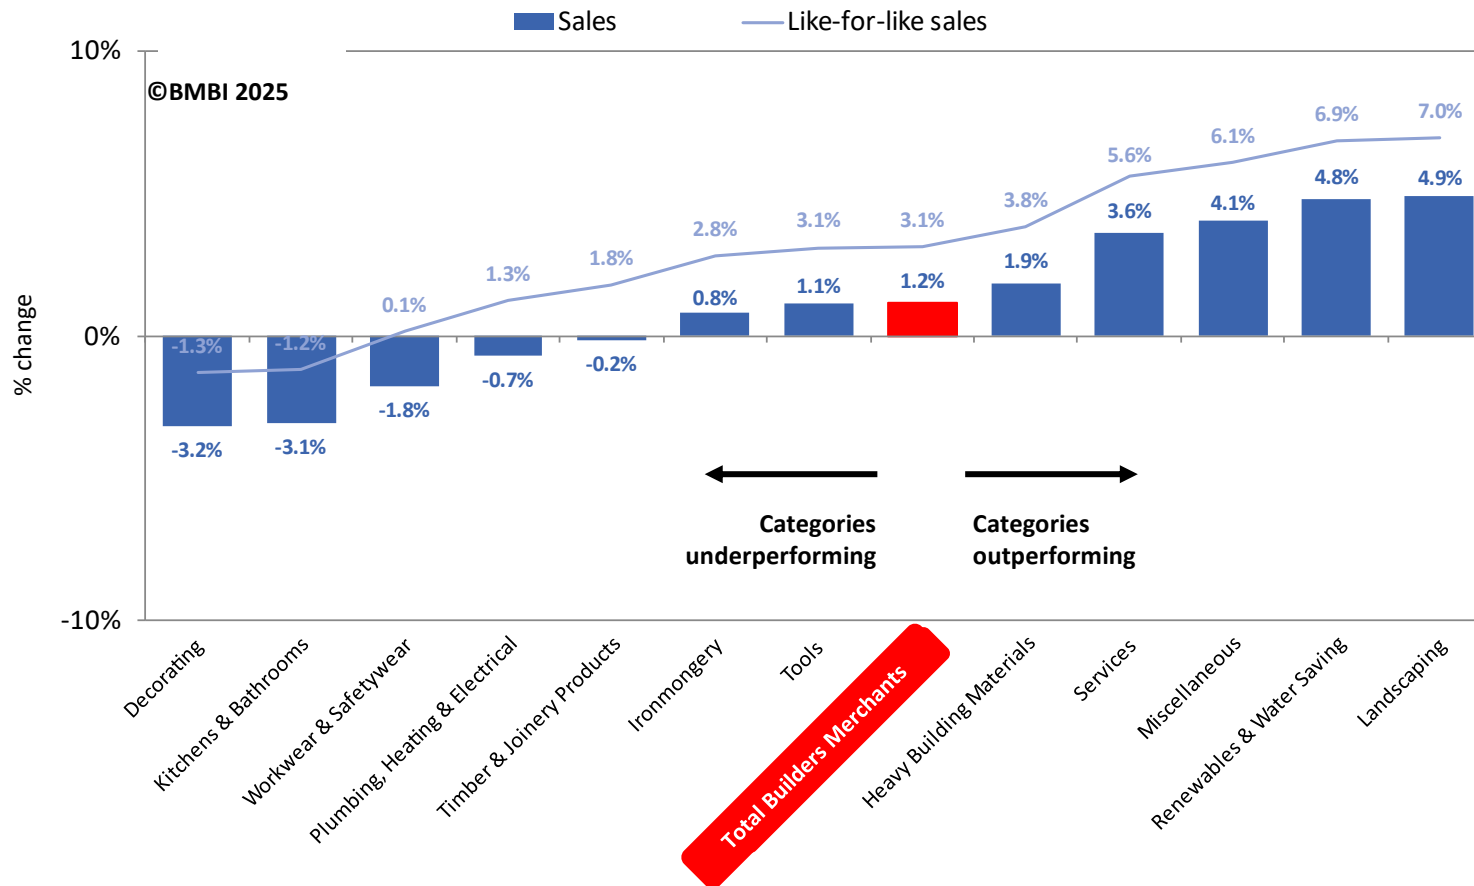 Sales
Like-for-like sales
10%
©BMBI 2025
7.0%
6.9%
6.1%
5.6%
4.9%
4.8%
4.1%
3.8%
3.6%
3.1%
3.1%
2.8%
1.9%
1.8%
1.3%
1.2%
1.1%
0.8%
0.1%
% change
0%
-1.3%
-1.2%
-0.2%
-0.7%
-1.8%
-3.1%
-3.2%
Categories
underperforming
Categories
outperforming
-10%
Decorating
Kitchens & Bathrooms
Workwear & Safetywear
Plumbing, Heating & Electrical
Timber & Joinery Products
Ironmongery
Tools
Total Builders Merchants
Heavy Building Materials
Services
Miscellaneous
Renewables & Water Saving
Landscaping